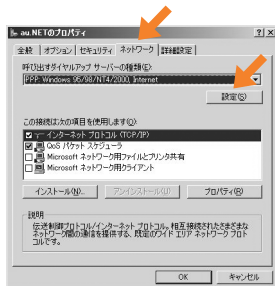 au.NETのプロパティ
全般 オプション セキュリティ ネットワーク 詳細設定
呼び出すダイヤルアップ サーバーの種類(E):
PPP: Windows 95/98/NT4/2000, Internet
設定(S)
この接続は次の項目を使用します(O):
インターネット プロトコル (TCP/IP)
QoS パケット スケジューラ
Microsoft ネットワーク用ファイルとプリンタ共有
Microsoft ネットワーク用クライアント
インストール(N)... アンインストール(U) プロパティ(R)
説明
伝送制御プロトコル/インターネット プロトコル。相互接続されたさまざまな
ネットワーク間の通信を提供する、既定のワイド エリア ネットワーク プロト
コルです。
OK キャンセル